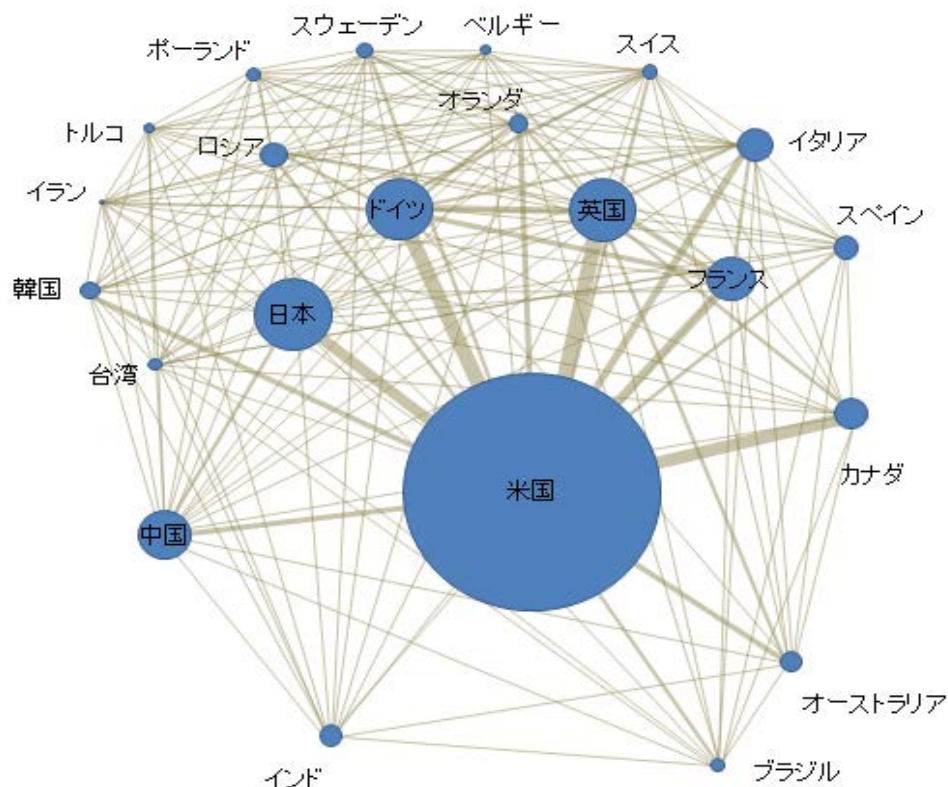 スウェーデン
ベルギー
スイス
ポーランド
オランダ
トルコ
ロシア
イタリア
イラン
ドイツ
英国
スペイン
韓国
日本
フランス
台湾
カナダ
米国
中国
オーストラリア
インド
ブラジル